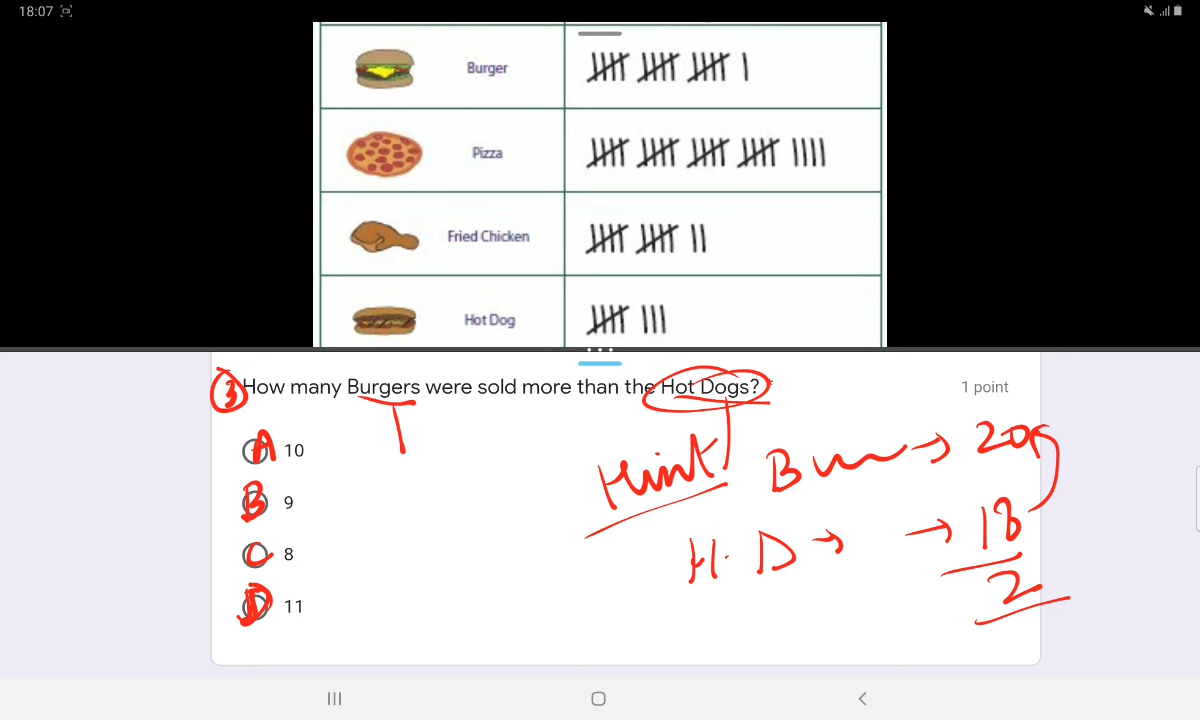 18:07
Burger
Pizza
Fried Chicken
Hot Dog
3 How many Burgers were sold more than the Hot Dogs?
1 point
A 10
B 9
C 8
D 11
Hint
B → 20
H. D → → 18
2